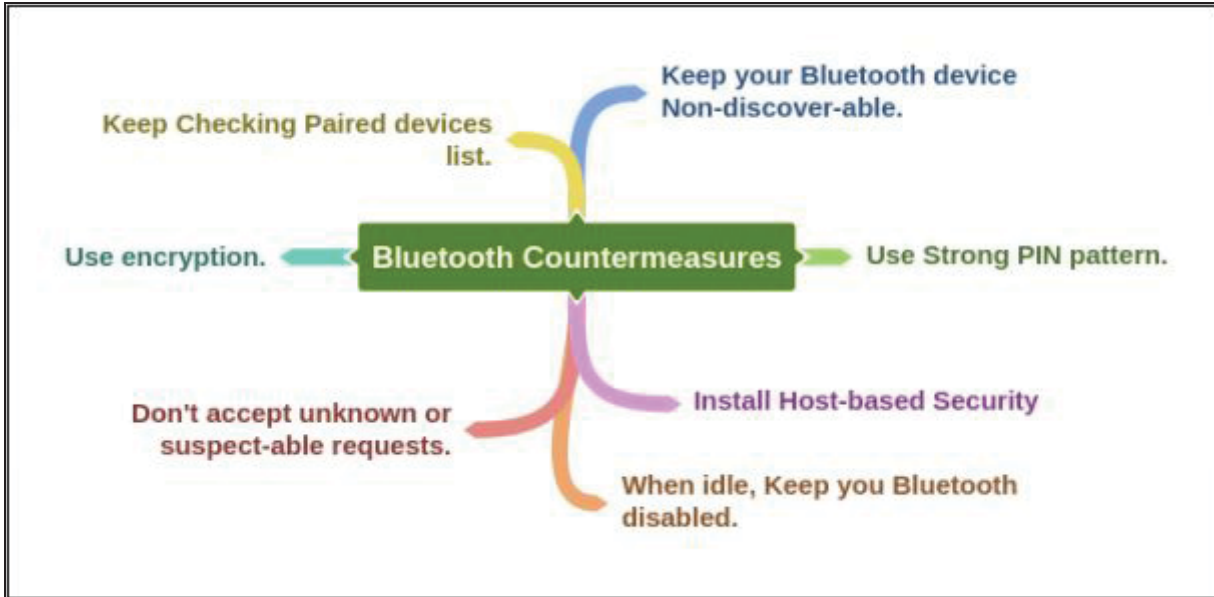 Keep your Bluetooth device
Non-discover-able.
Keep Checking Paired devices
list.
Use encryption.
Bluetooth Countermeasures
Use Strong PIN pattern.
Don't accept unknown or
suspect-able requests.
Install Host-based Security
When idle, Keep you Bluetooth
disabled.